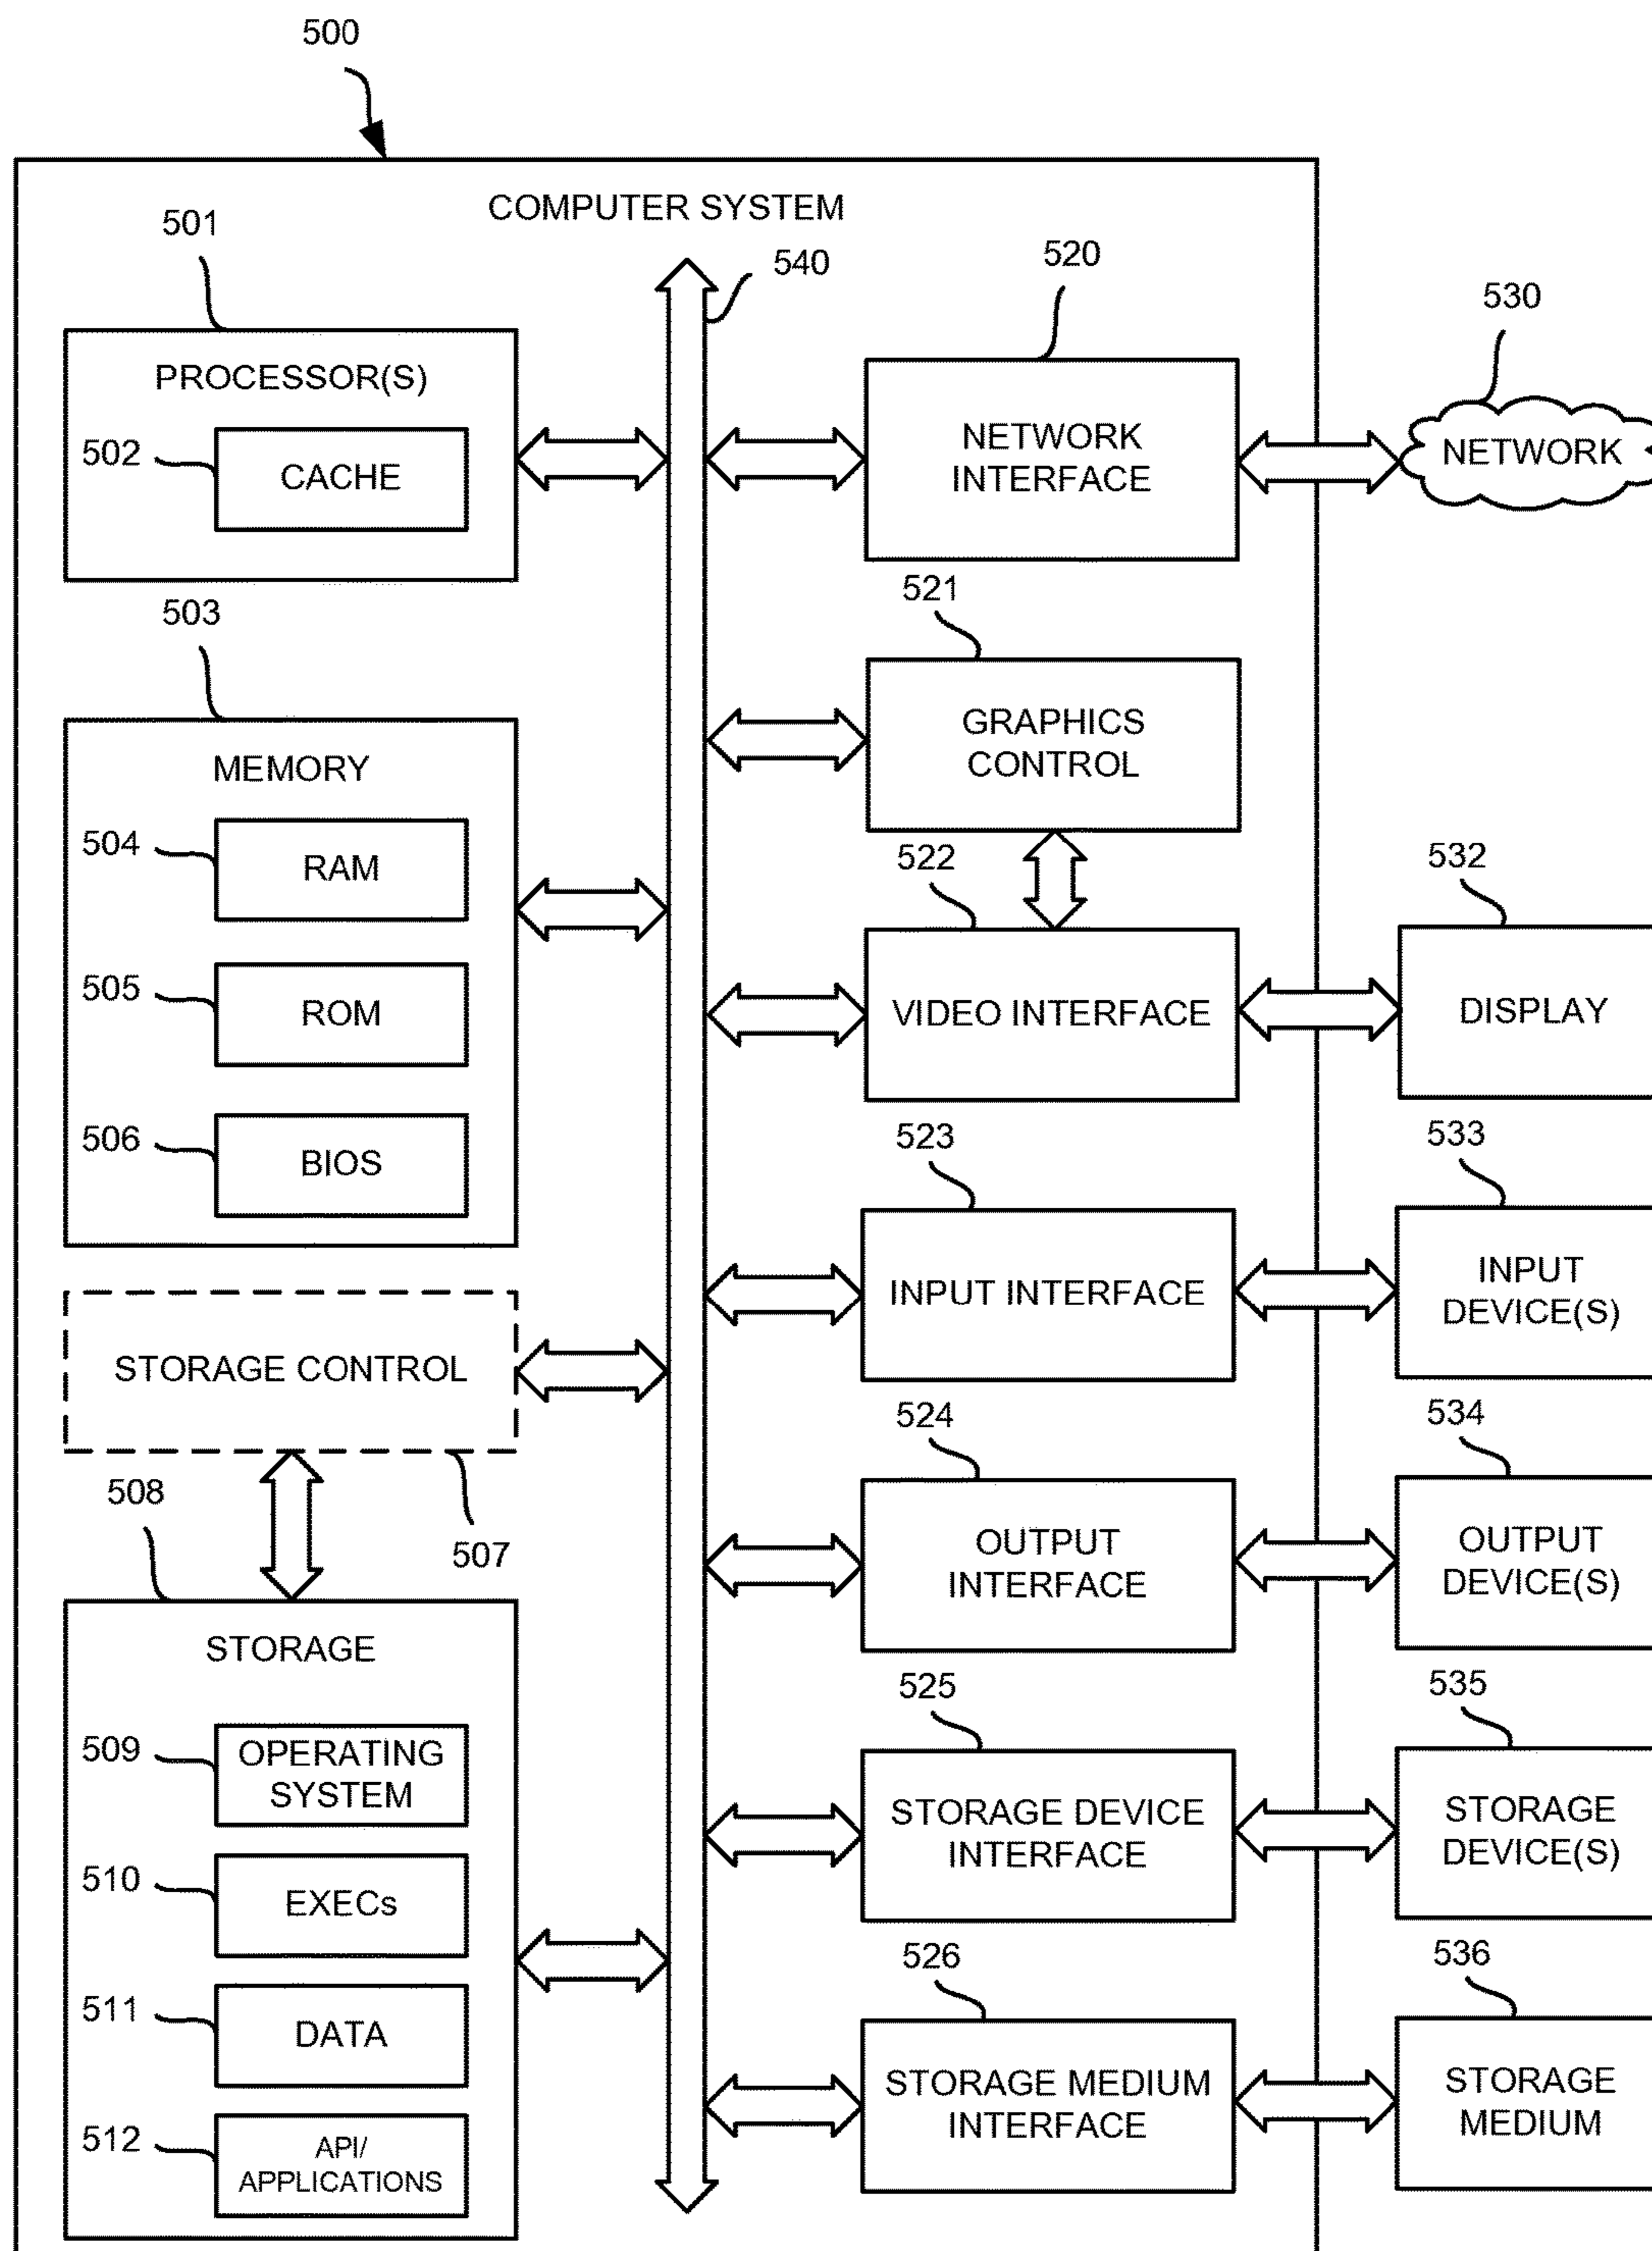 500
COMPUTER SYSTEM
501
PROCESSOR(S)
502
CACHE
540
520
NETWORK
INTERFACE
530
NETWORK
503
MEMORY
504
RAM
505
ROM
506
BIOS
521
GRAPHICS
CONTROL
522
VIDEO INTERFACE
532
DISPLAY
523
INPUT INTERFACE
533
INPUT
DEVICE(S)
STORAGE CONTROL
507
524
OUTPUT
INTERFACE
534
OUTPUT
DEVICE(S)
508
STORAGE
509
OPERATING
SYSTEM
510
EXECs
511
DATA
512
API/
APPLICATIONS
525
STORAGE DEVICE
INTERFACE
535
STORAGE
DEVICE(S)
526
STORAGE MEDIUM
INTERFACE
536
STORAGE
MEDIUM